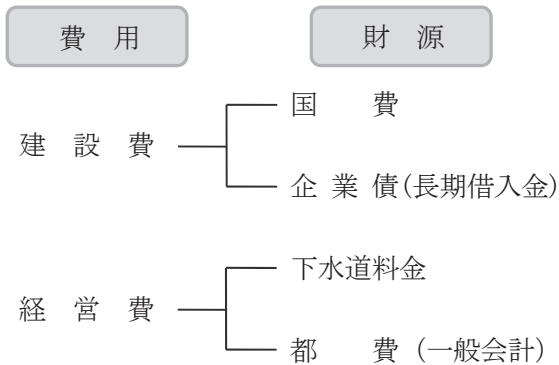 費用
財源
建設費
国費
企業債(長期借入金)
経営費
下水道料金
都費(一般会計)